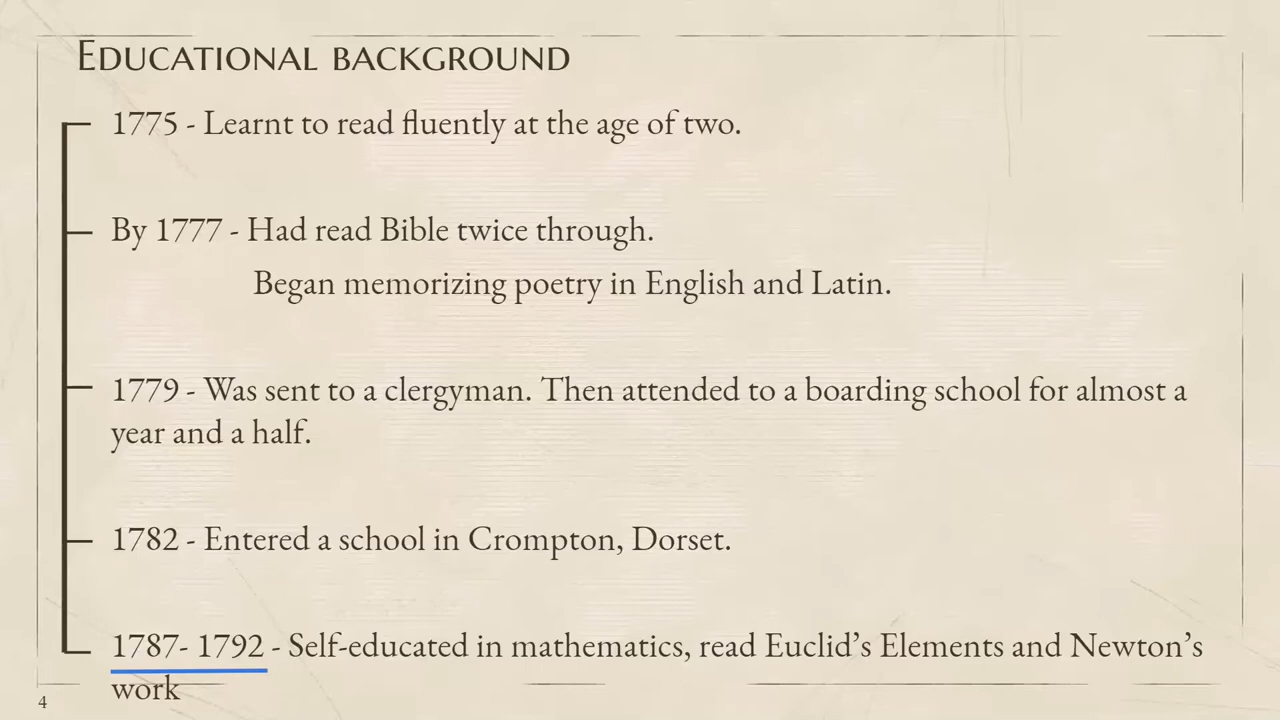 Educational background
1775 - Learnt to read fluently at the age of two.
By 1777 - Had read Bible twice through.
Began memorizing poetry in English and Latin.
1779 - Was sent to a clergyman. Then attended to a boarding school for almost a
year and a half.
1782 - Entered a school in Crompton, Dorset.
1787- 1792 - Self-educated in mathematics, read Euclid’s Elements and Newton’s
work
4